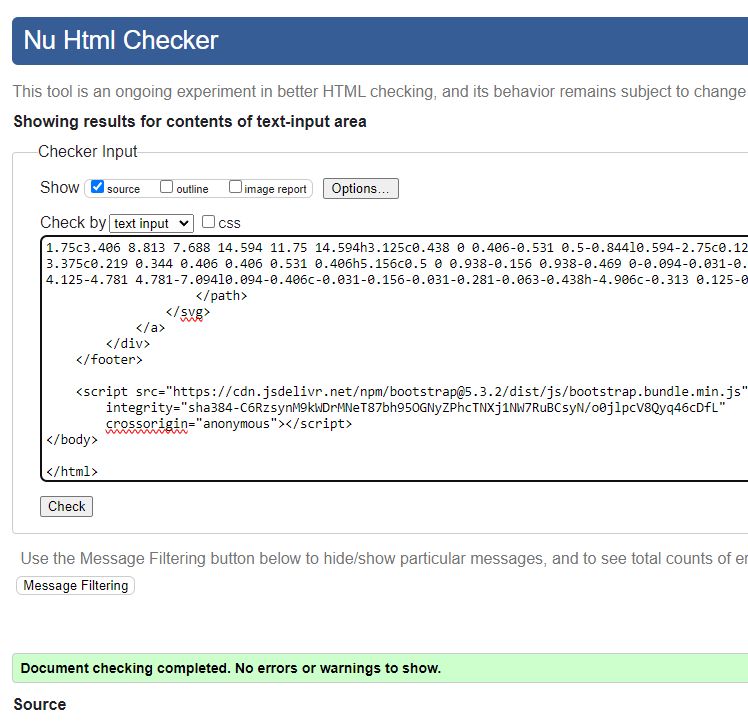 Nu Html Checker
This tool is an ongoing experiment in better HTML checking, and its behavior remains subject to change
Showing results for contents of text-input area
Checker Input
Show source outline image report Options...
Check by text input css
1.75c3.406 8.813 7.688 14.594 11.75 14.594h3.125c0.438 0 0.406-0.531 0.5-0.844l0.594-2.75c0.12
3.375c0.219 0.344 0.406 0.406 0.531 0.406h5.156c0.5 0 0.938-0.156 0.938-0.469 0-0.094-0.031-0.
4.125-4.781 4.781-7.094l0.094-0.406c-0.031-0.156-0.031-0.281-0.063-0.438h-4.906c-0.313 0.125-0
</path>
</svg>
</a>
</div>
</footer>
<script src="https://cdn.jsdelivr.net/npm/bootstrap@5.3.2/dist/js/bootstrap.bundle.min.js"
integrity="sha384-C6RzsynM9kWDrMNeT87bh95OGNyZPhcTNXj1NW7RuBCsyN/o0jlpcV8Qyq46cDfL"
crossorigin="anonymous"></script>
</body>
</html>
Check
Use the Message Filtering button below to hide/show particular messages, and to see total counts of er
Message Filtering
Document checking completed. No errors or warnings to show.
Source